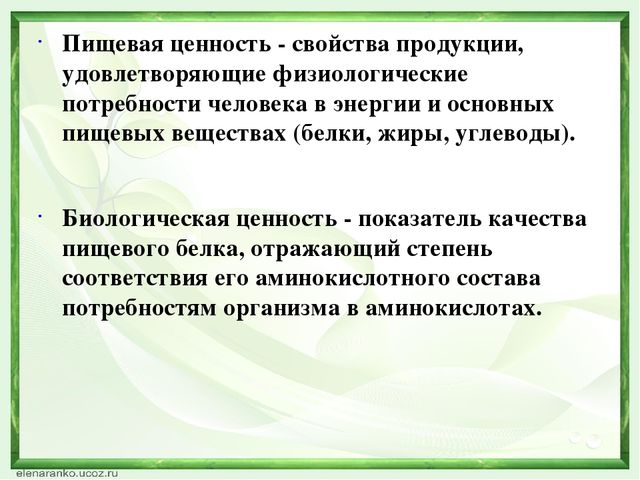 Пищевая ценность - свойства продукции,
удовлетворяющие физиологические
потребности человека в энергии и основных
пищевых веществах (белки, жиры, углеводы).
Биологическая ценность - показатель качества
пищевого белка, отражающий степень
соответствия его аминокислотного состава
потребностям организма в аминокислотах.
elenaranko.ucoz.ru